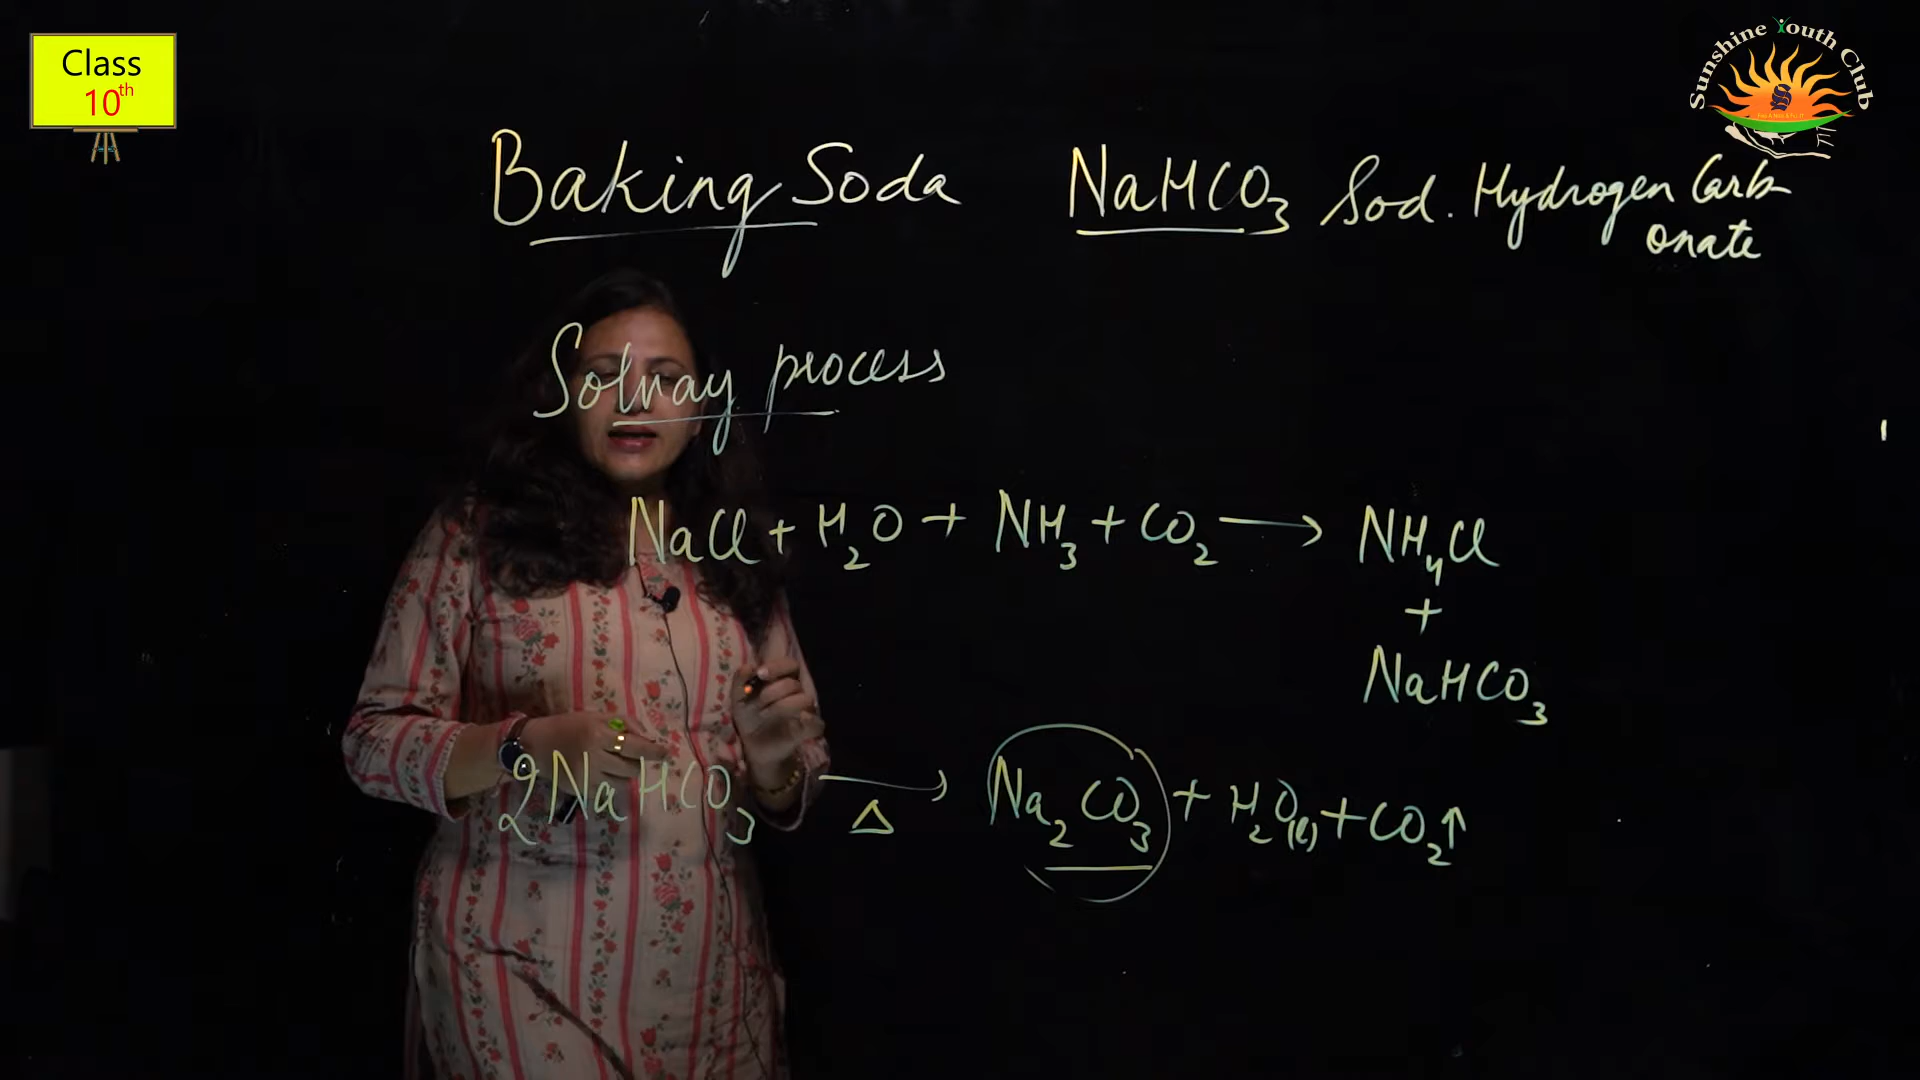 Class
10th
Sunshine Youth Club
Baking Soda NaHCO3 Sod. Hydrogen Carb
onate
Solvay process
NaCl + H2O + NH3 + CO2 → NH4Cl
+
NaHCO3
2NaHCO3 →
Δ
Na2CO3 + H2O(l) + CO2↑